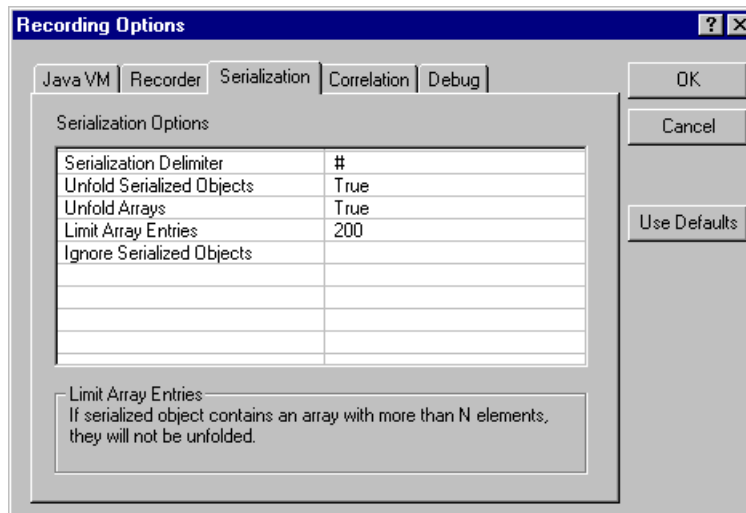 Recording Options
Java VM Recorder Serialization Correlation Debug
OK
Cancel
Use Defaults
Serialization Options
Serialization Delimiter #
Unfold Serialized Objects True
Unfold Arrays True
Limit Array Entries 200
Ignore Serialized Objects
Limit Array Entries
If serialized object contains an array with more than N elements,
they will not be unfolded.